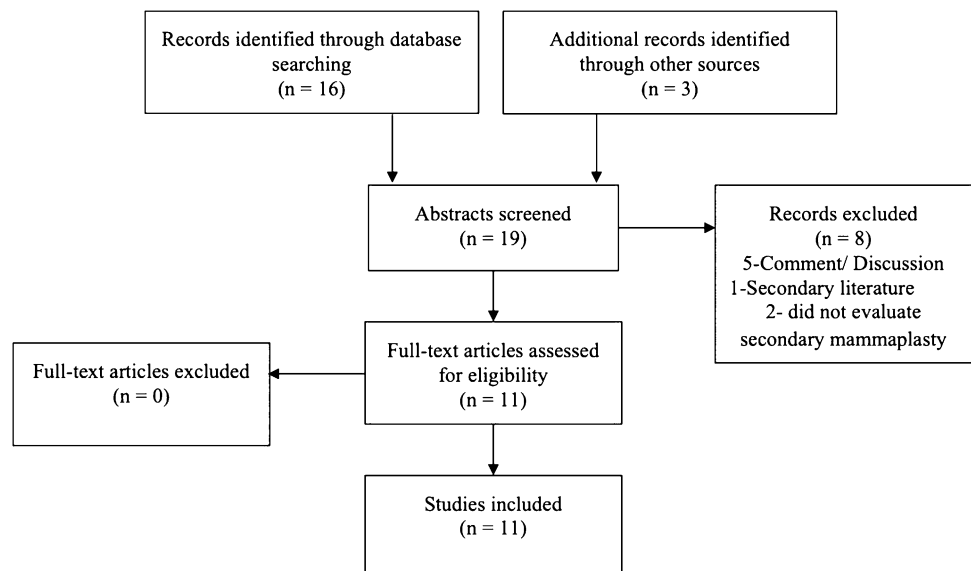 Records identified through database
searching
(n = 16)
Additional records identified
through other sources
(n = 3)
Abstracts screened
(n = 19)
Records excluded
(n = 8)
5-Comment/ Discussion
1-Secondary literature
2- did not evaluate
secondary mammaplasty
Full-text articles assessed
for eligibility
(n = 11)
Full-text articles excluded
(n = 0)
Studies included
(n = 11)